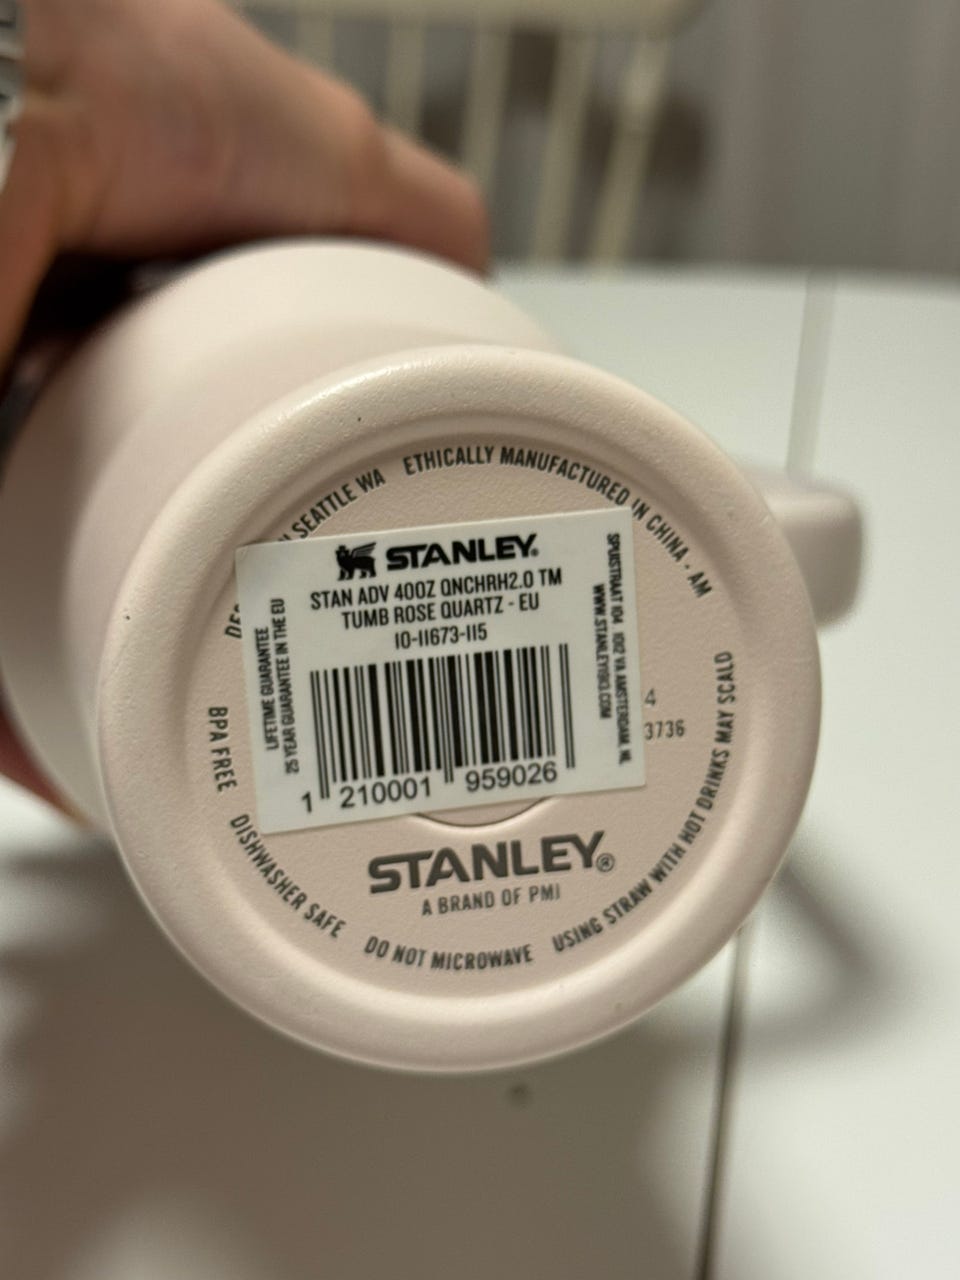 SEATTLE WA
ETHICALLY MANUFACTURED IN CHINA - AM
STANLEY®
STAN ADV 40OZ QNCHRH2.0 TM
TUMB ROSE QUARTZ - EU
10-11673-115
LIFETIME GUARANTEE
25 YEAR GUARANTEE IN THE EU
SPUISTRAAT 104 1012 VA AMSTERDAM, NL
WWW.STANLEY1913.COM
1 210001 959026
4
3736
BPA FREE
DISHWASHER SAFE
DO NOT MICROWAVE
USING STRAW WITH HOT DRINKS MAY SCALD
STANLEY®
A BRAND OF PMI